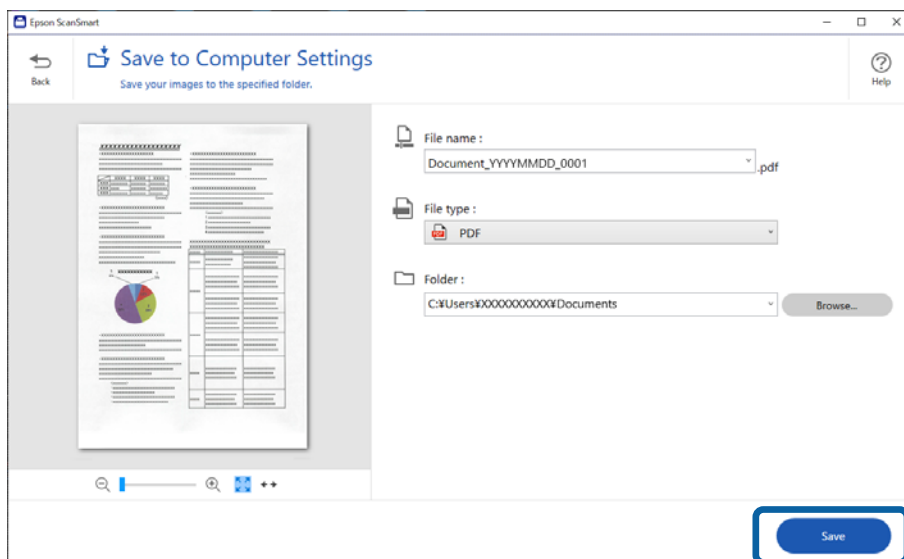 Epson ScanSmart
Back
Save to Computer Settings
Save your images to the specified folder.
Help
File name :
Document_YYYYMMDD_0001
.pdf
File type :
PDF
Folder :
C:¥Users¥XXXXXXXXXX¥Documents
Browse...
Save